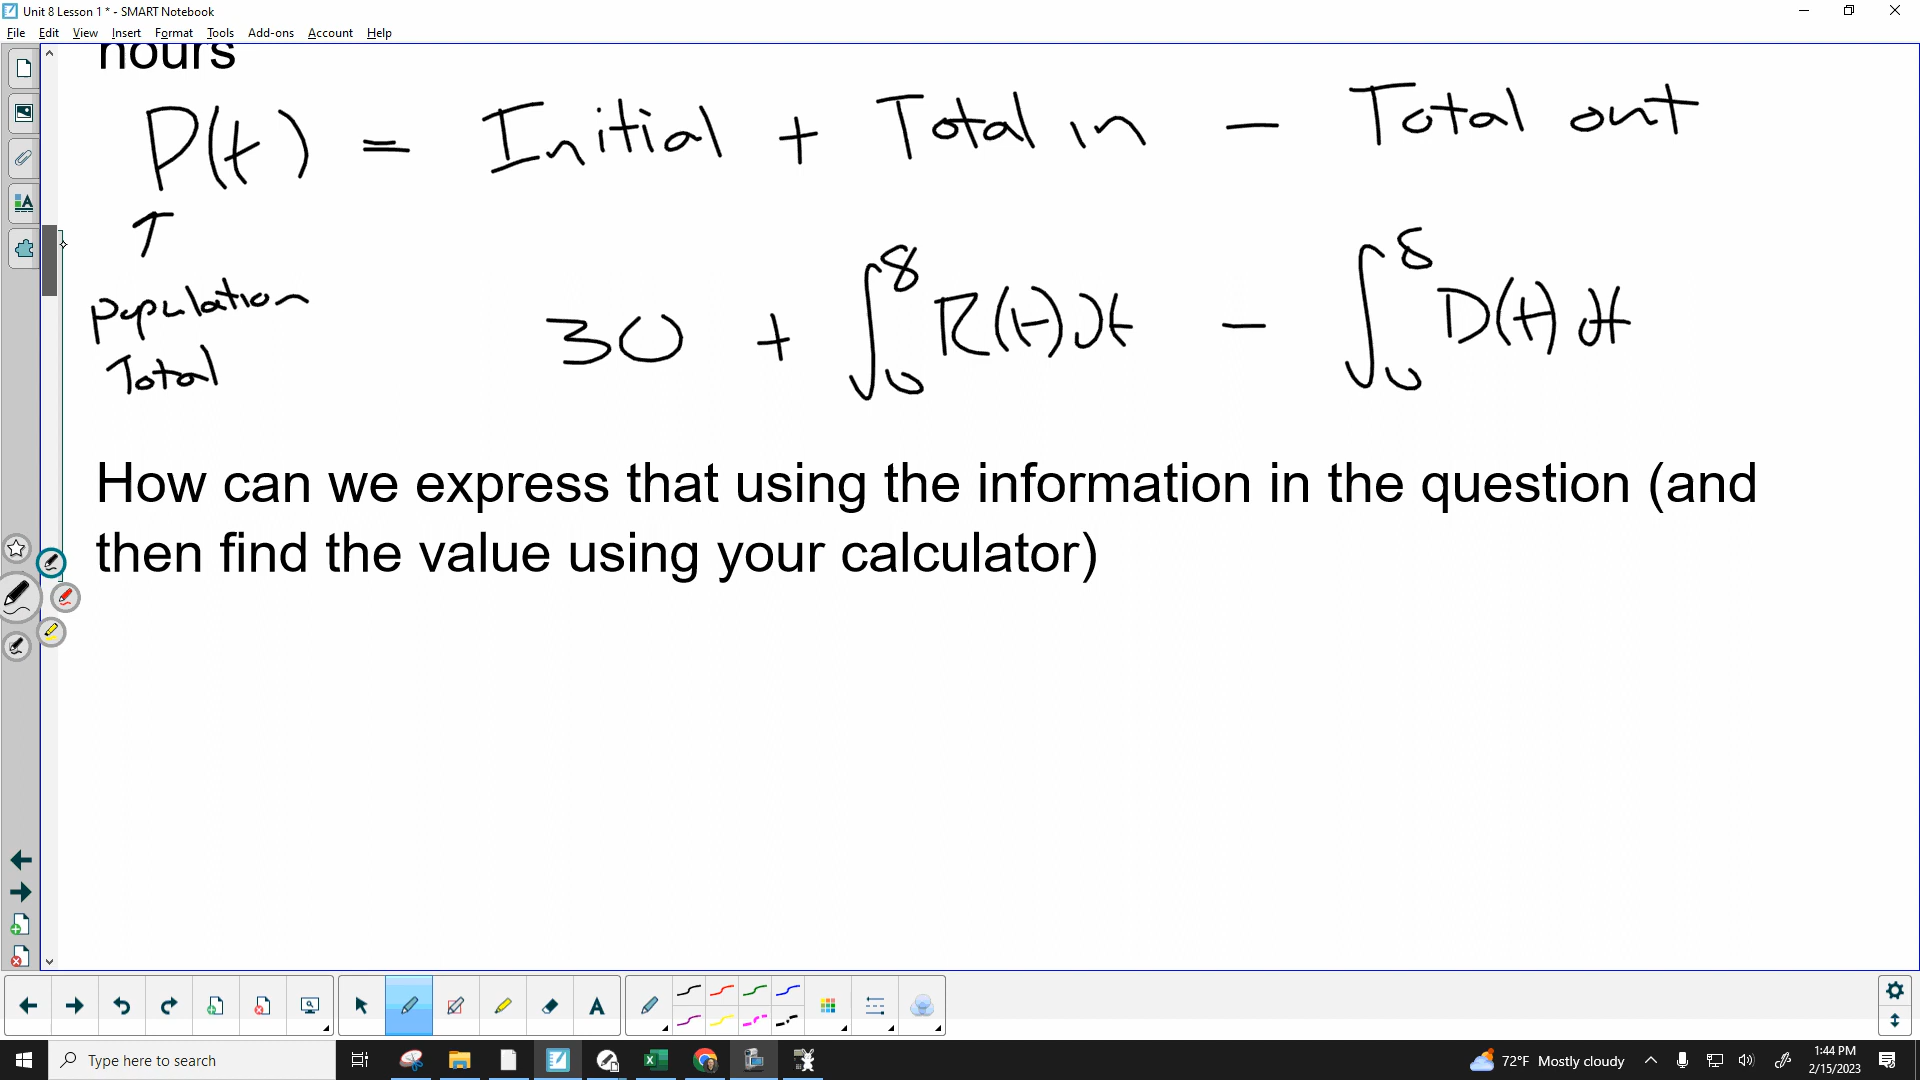 Unit 8 Lesson 1 * - SMART Notebook
File Edit View Insert Format Tools Add-ons Account Help
hours
P(t) = Initial + Total in - Total out
↑
population
Total
30 + ∫₀⁸ R(t)dt - ∫₀⁸ D(t)dt
How can we express that using the information in the question (and
then find the value using your calculator)
A
Type here to search
72°F Mostly cloudy
1:44 PM
2/15/2023